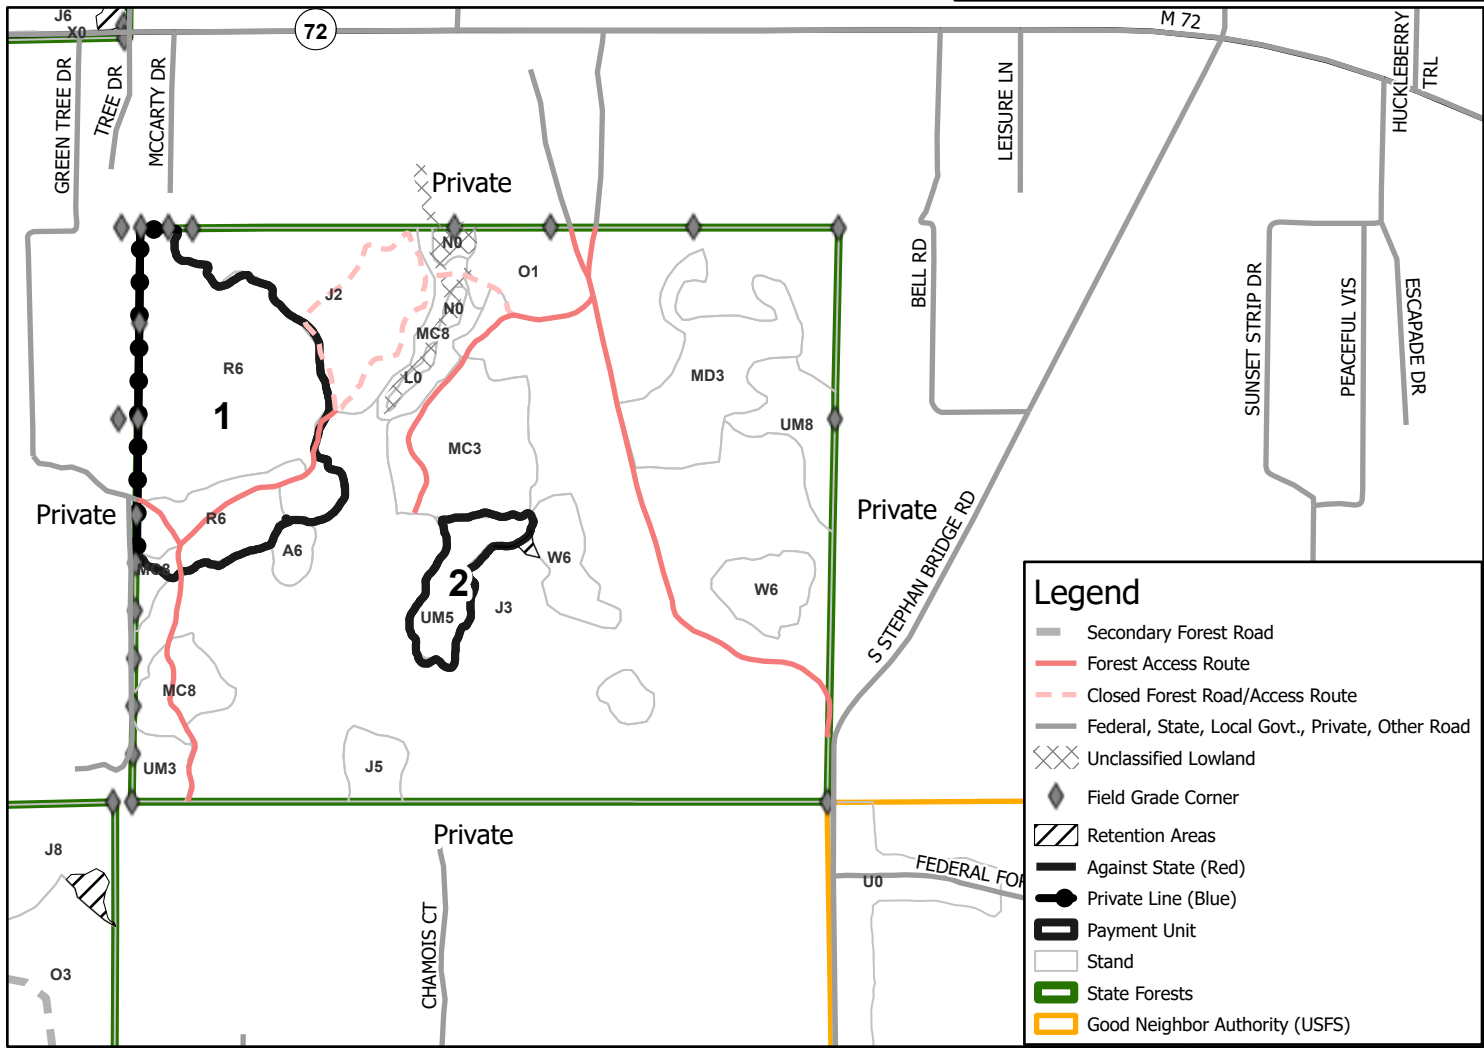 J6
X0
72
M 72
GREEN TREE DR
TREE DR
MCCARTY DR
LEISURE LN
HUCKLEBERRY
TRL
Private
N0
O1
J2
N0
MC8
L0
R6
1
MD3
UM8
MC3
BELL RD
SUNSET STRIP DR
PEACEFUL VIS
ESCAPADE DR
Private
R6
A6
MC8
2
UM5
J3
W6
W6
Private
S STEPHAN BRIDGE RD
MC8
UM3
J5
Private
J8
O3
CHAMOIS CT
U0
FEDERAL FOR
Legend
Secondary Forest Road
Forest Access Route
Closed Forest Road/Access Route
Federal, State, Local Govt., Private, Other Road
Unclassified Lowland
Field Grade Corner
Retention Areas
Against State (Red)
Private Line (Blue)
Payment Unit
Stand
State Forests
Good Neighbor Authority (USFS)